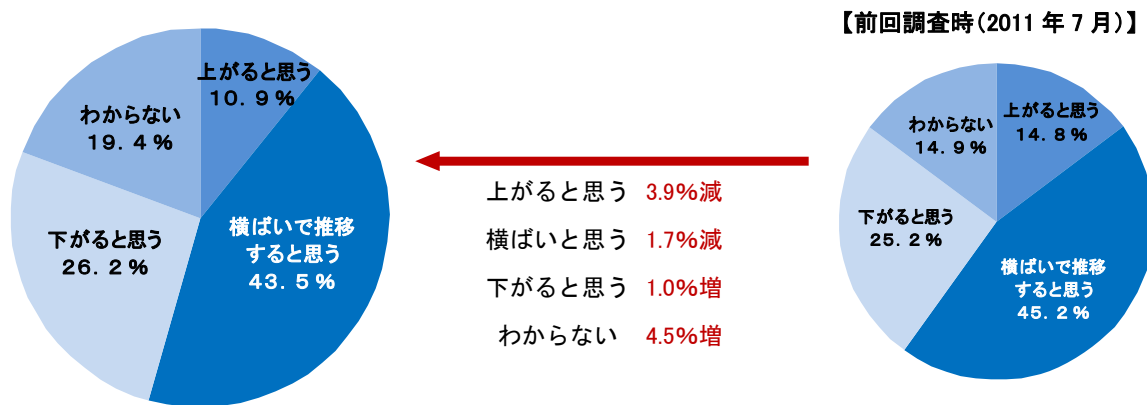 【前回調査時（2011 年 7 月）】
上がると思う
１０．９％
横ばいで推移
すると思う
４３．５％
下がると思う
２６．２％
わからない
１９．４％
上がると思う 3.9%減
横ばいと思う 1.7%減
下がると思う 1.0%増
わからない 4.5%増
上がると思う
１４．８％
横ばいで推移
すると思う
４５．２％
下がると思う
２５．２％
わからない
１４．９％